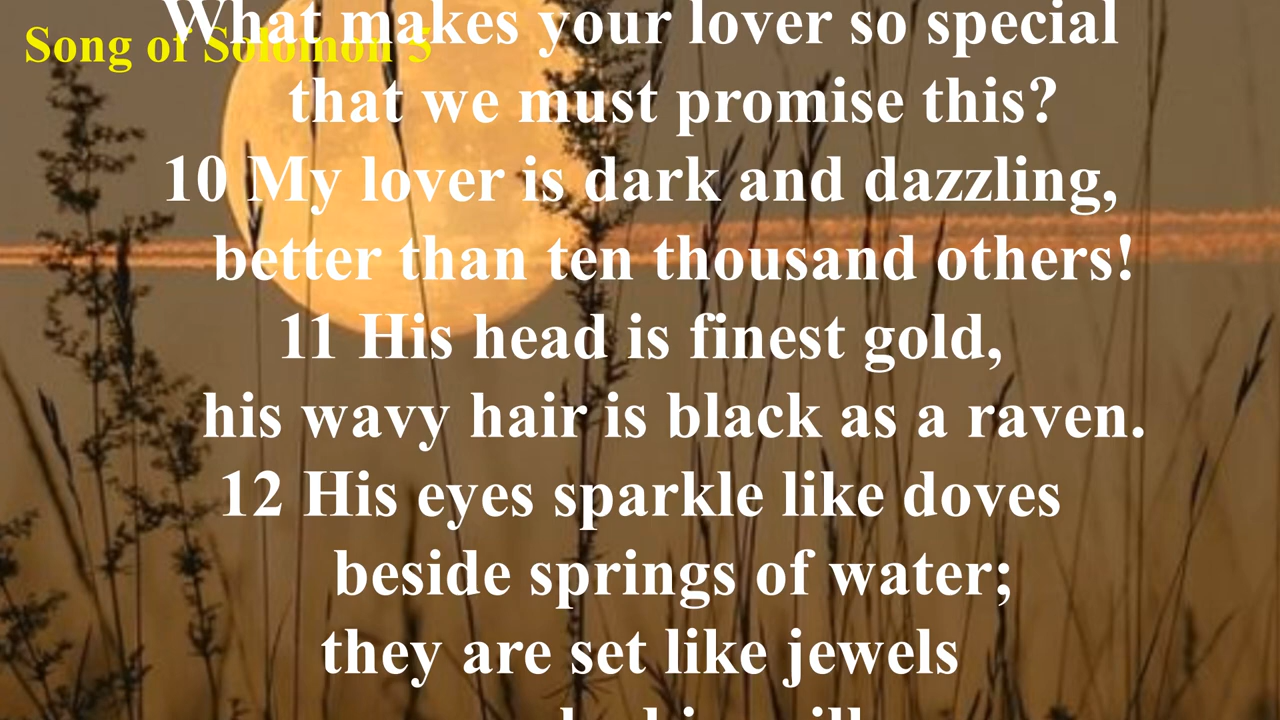 What makes your lover so special
Song of Solomon 5
that we must promise this?
10 My lover is dark and dazzling,
better than ten thousand others!
11 His head is finest gold,
his wavy hair is black as a raven.
12 His eyes sparkle like doves
beside springs of water;
they are set like jewels